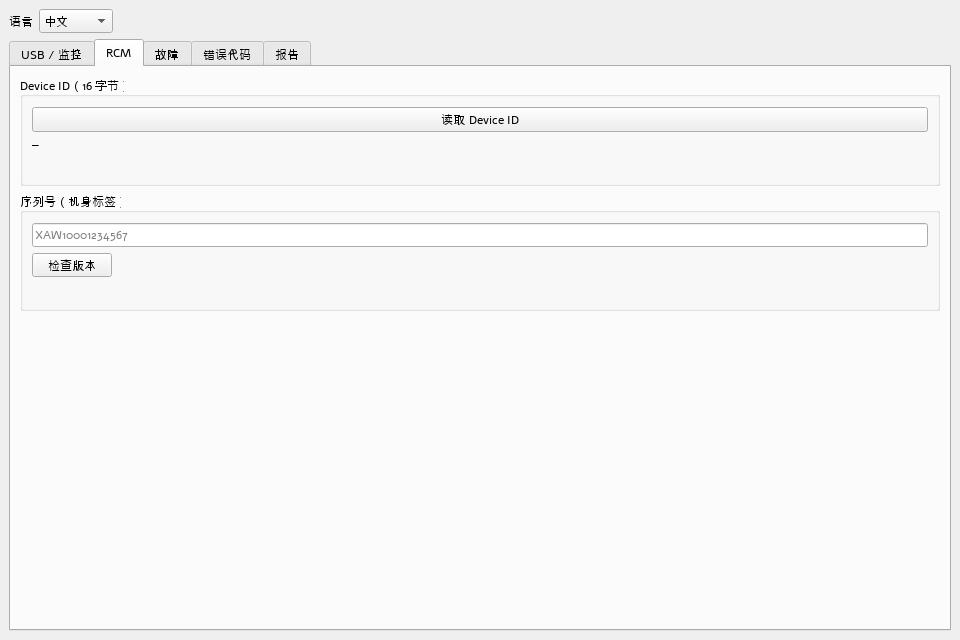 语言 中文
USB / 监控 RCM 故障 错误代码 报告
Device ID（16 字节）
读取 Device ID
–
序列号（机身标签）
XAW10001234567
检查版本